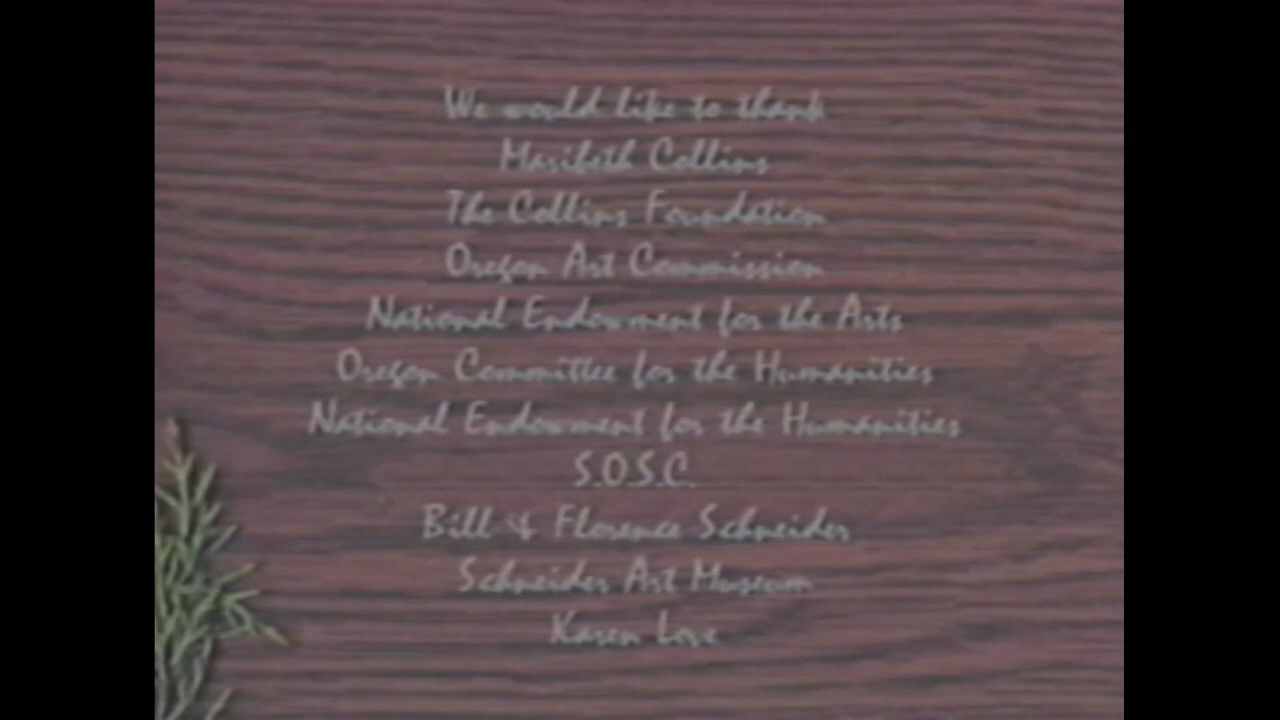 We would like to thank
Maribeth Collins
The Collins Foundation
Oregon Art Commission
National Endowment for the Arts
Oregon Committee for the Humanities
National Endowment for the Humanities
S.O.S.C.
Bill & Florence Schneider
Schneider Art Museum
Karen Love